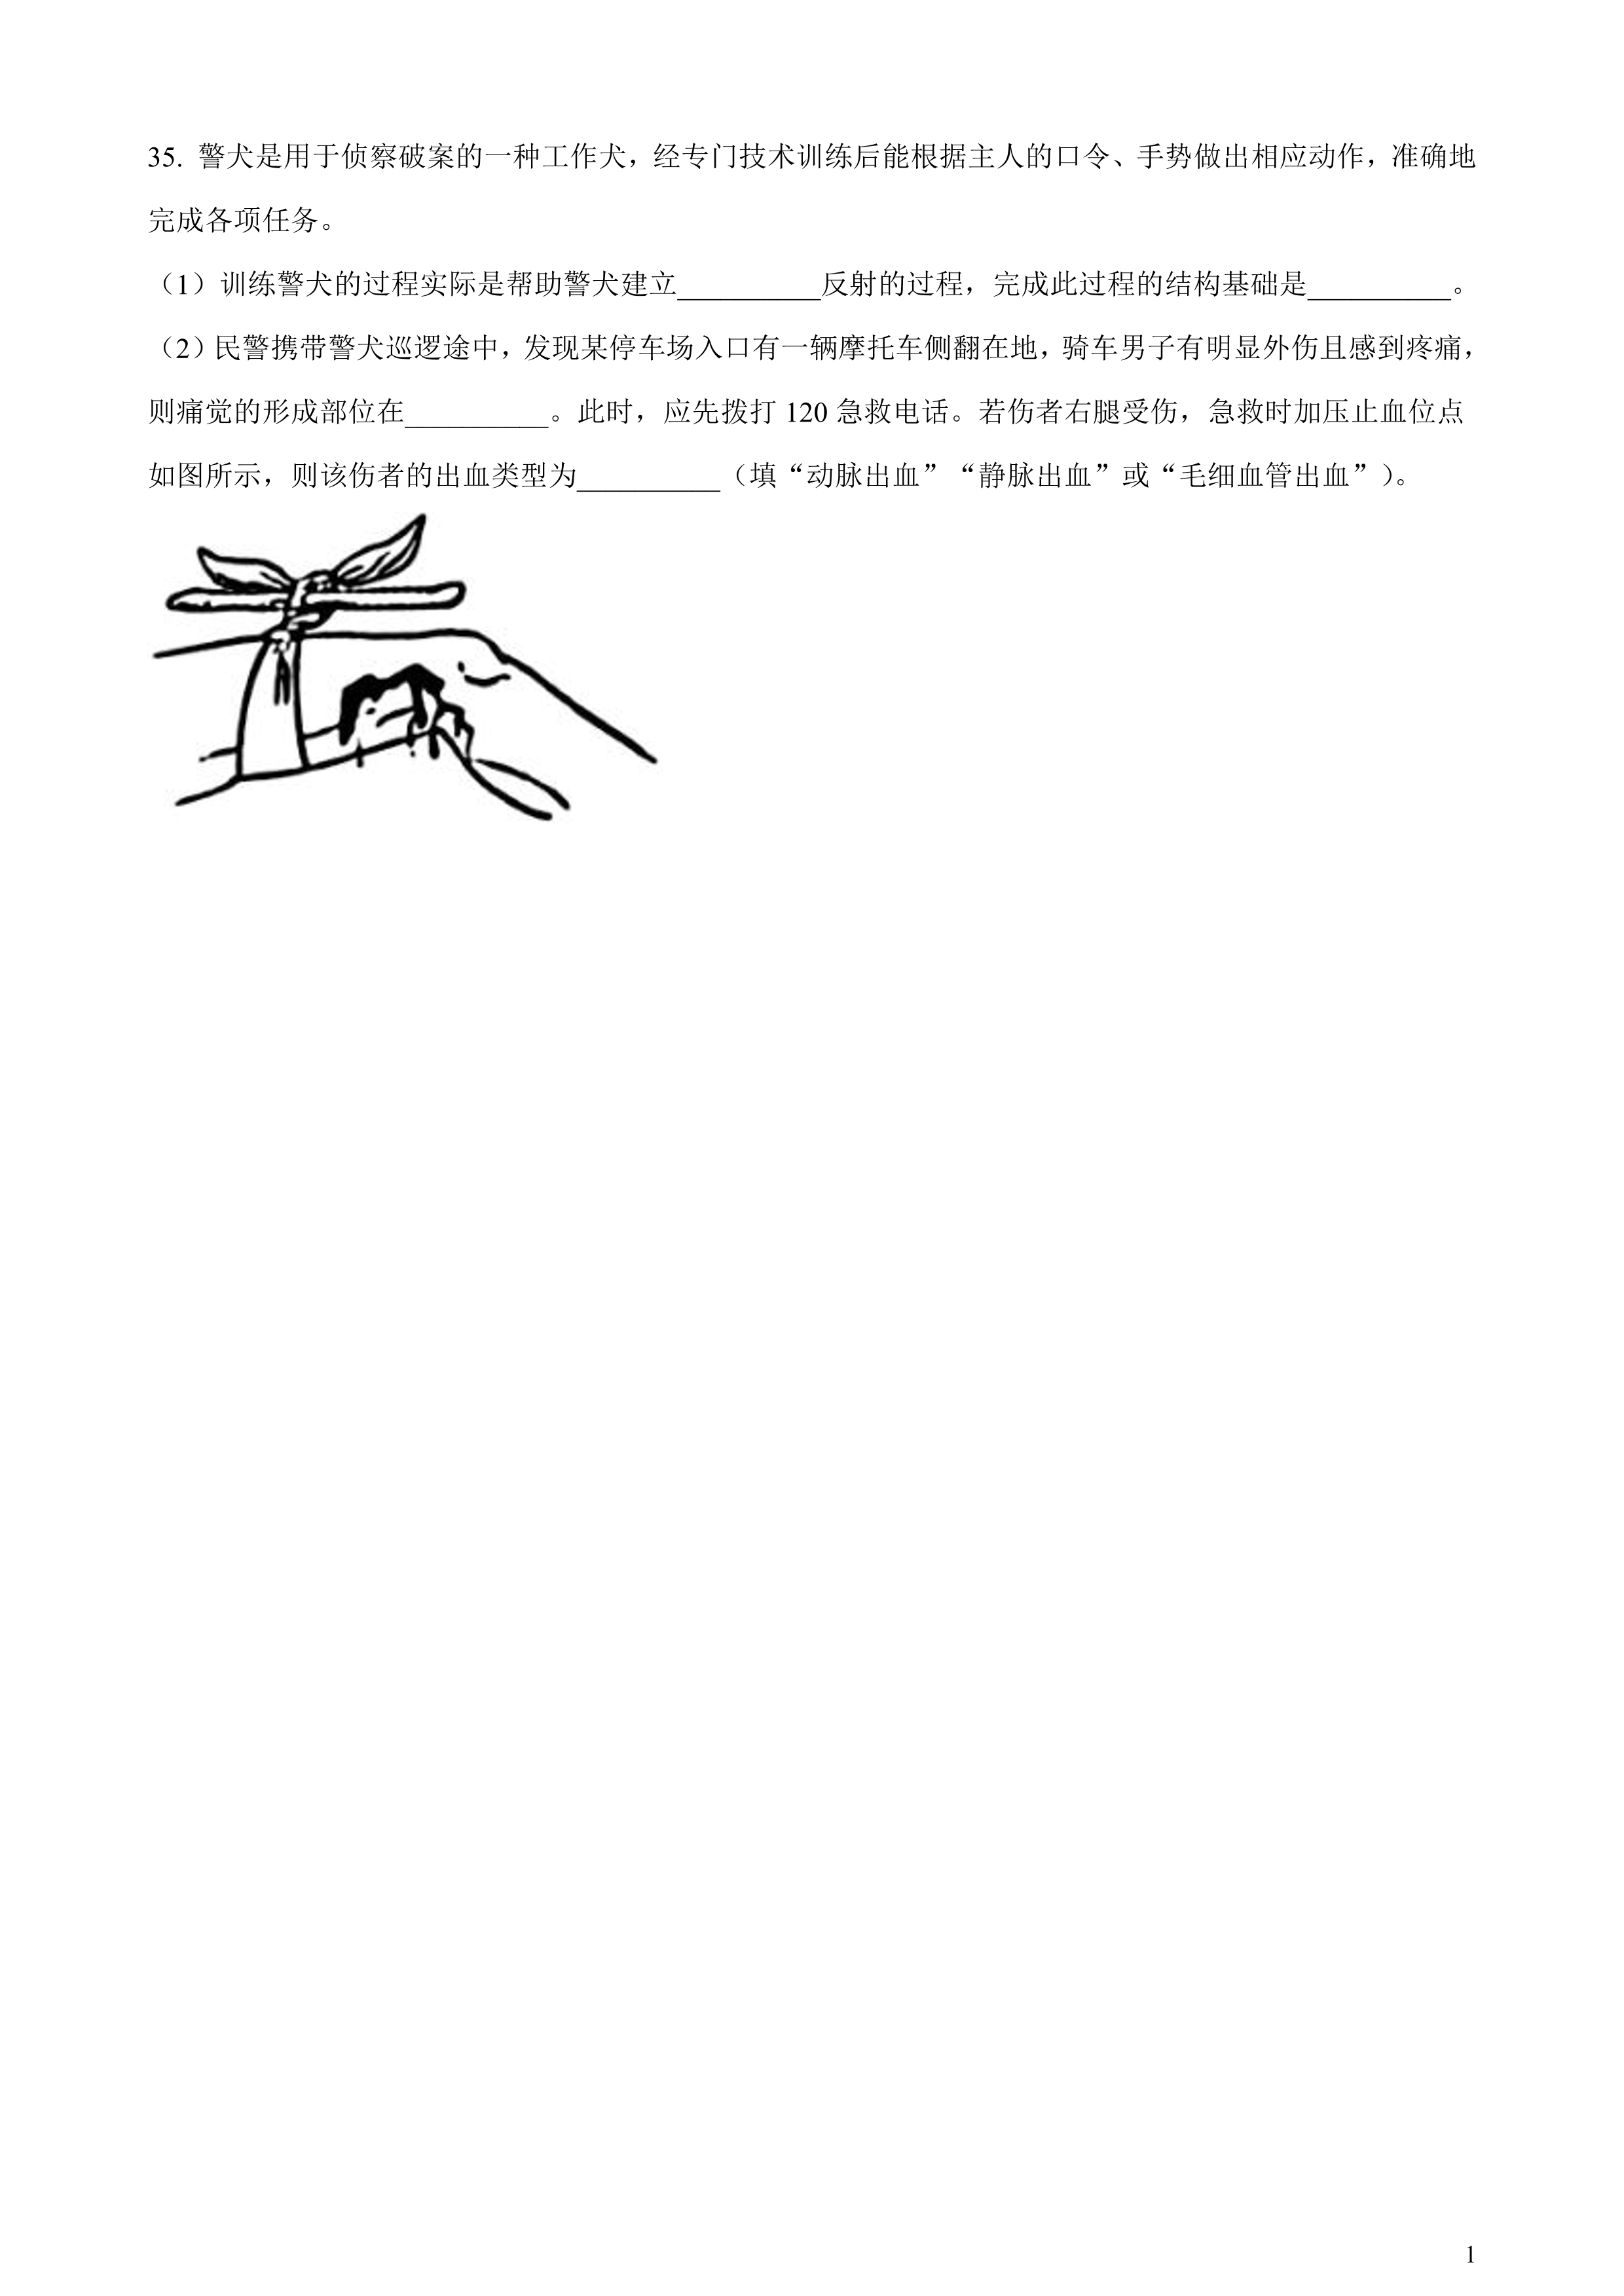 35. 警犬是用于侦察破案的一种工作犬，经专门技术训练后能根据主人的口令、手势做出相应动作，准确地
完成各项任务。
（1）训练警犬的过程实际是帮助警犬建立__________反射的过程，完成此过程的结构基础是__________。
（2）民警携带警犬巡逻途中，发现某停车场入口有一辆摩托车侧翻在地，骑车男子有明显外伤且感到疼痛，
则痛觉的形成部位在__________。此时，应先拨打 120 急救电话。若伤者右腿受伤，急救时加压止血位点
如图所示，则该伤者的出血类型为__________（填“动脉出血”“静脉出血”或“毛细血管出血”）。
1